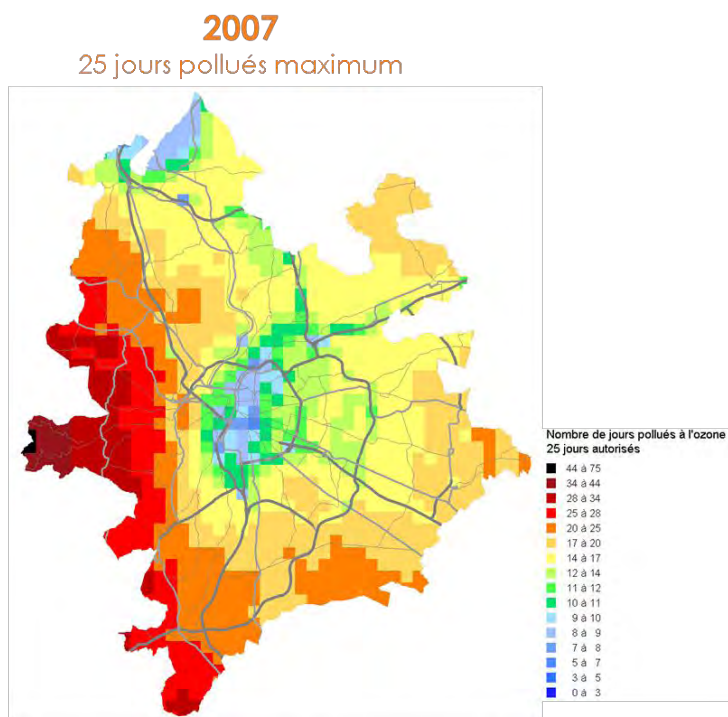 2007
25 jours pollués maximum
Nombre de jours pollués à l'ozone
25 jours autorisés
44 à 75
34 à 44
28 à 34
25 à 28
20 à 25
17 à 20
14 à 17
12 à 14
11 à 12
10 à 11
9 à 10
8 à 9
7 à 8
5 à 7
3 à 5
0 à 3